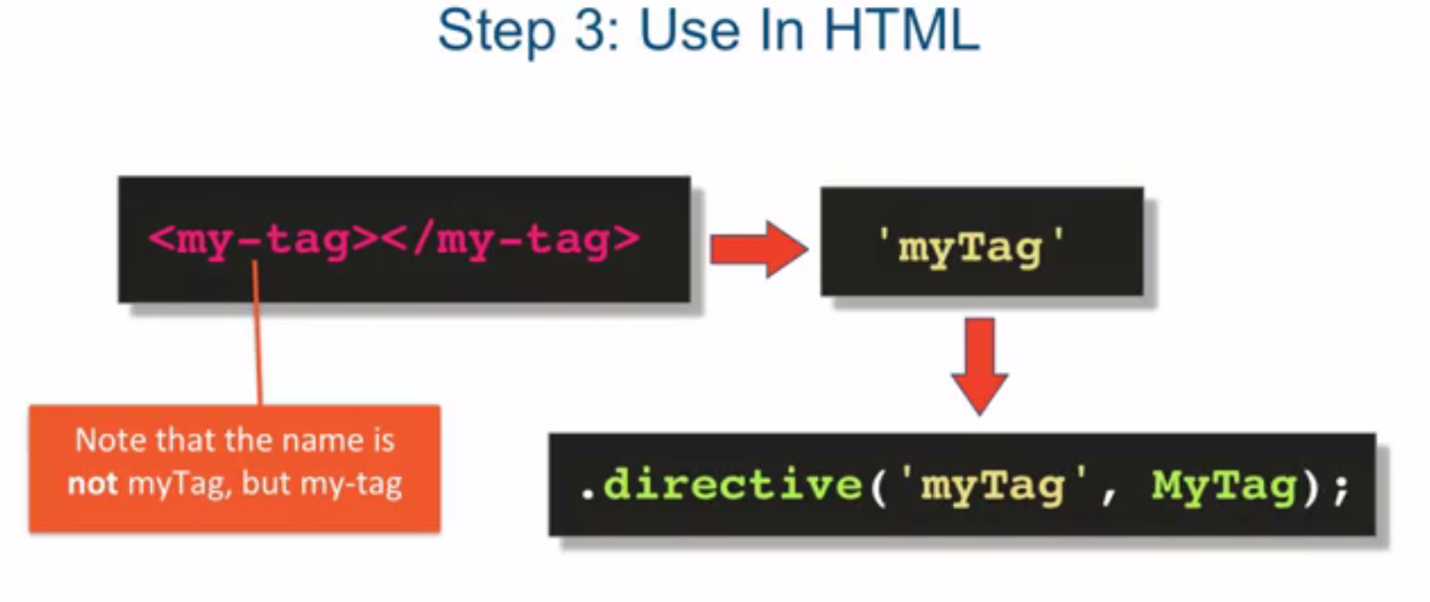 Step 3: Use In HTML
<my-tag></my-tag>
'myTag'
Note that the name is
not myTag, but my-tag
.directive('myTag', MyTag);